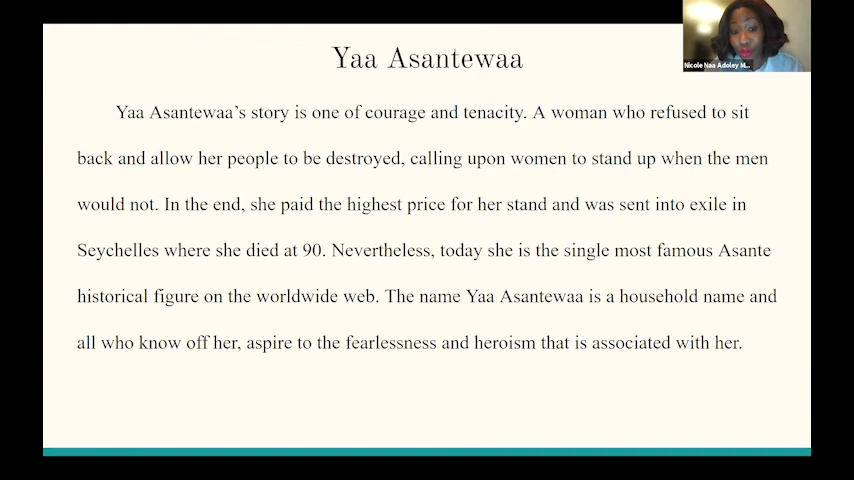 Yaa Asantewaa
Nicole Naa Adoley M...
Yaa Asantewaa's story is one of courage and tenacity. A woman who refused to sit
back and allow her people to be destroyed, calling upon women to stand up when the men
would not. In the end, she paid the highest price for her stand and was sent into exile in
Seychelles where she died at 90. Nevertheless, today she is the single most famous Asante
historical figure on the worldwide web. The name Yaa Asantewaa is a household name and
all who know off her, aspire to the fearlessness and heroism that is associated with her.